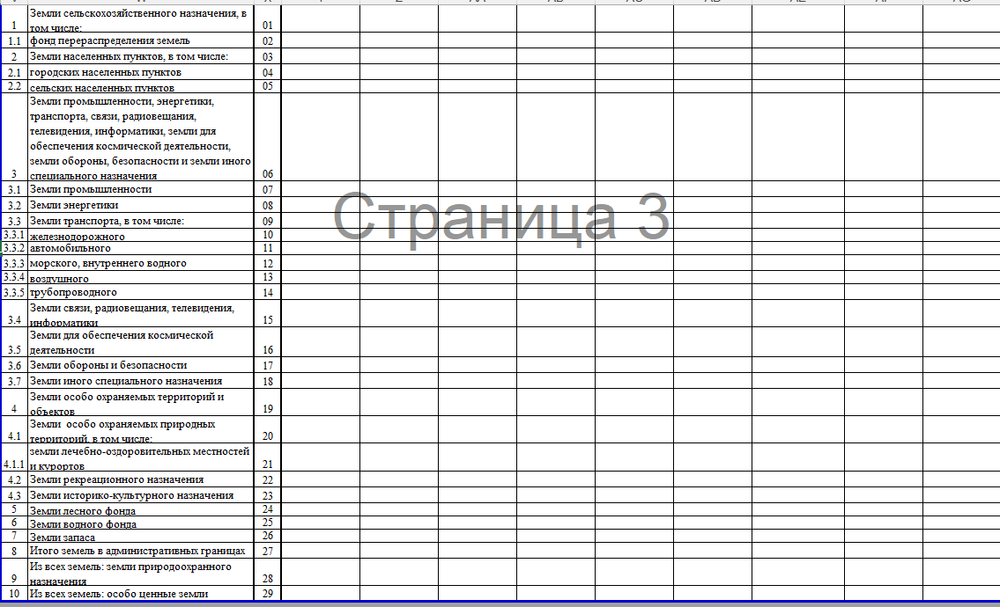 1 Земли сельскохозяйственного назначения, в том числе: 01
1.1 фонд перераспределения земель 02
2 Земли населенных пунктов, в том числе: 03
2.1 городских населенных пунктов 04
2.2 сельских населенных пунктов 05
3 Земли промышленности, энергетики,
транспорта, связи, радиовещания,
телевидения, информатики, земли для
обеспечения космической деятельности,
земли обороны, безопасности и земли иного
специального назначения 06
3.1 Земли промышленности 07
3.2 Земли энергетики 08
3.3 Земли транспорта, в том числе: 09
Страница 3
3.3.1 железнодорожного 10
3.3.2 автомобильного 11
3.3.3 морского, внутреннего водного 12
3.3.4 воздушного 13
3.3.5 трубопроводного 14
3.4 Земли связи, радиовещания, телевидения,
информатики 15
3.5 Земли для обеспечения космической
деятельности 16
3.6 Земли обороны и безопасности 17
3.7 Земли иного специального назначения 18
4 Земли особо охраняемых территорий и
объектов 19
4.1 Земли особо охраняемых природных
территорий, в том числе: 20
4.1.1 земли лечебно-оздоровительных местностей
и курортов 21
4.2 Земли рекреационного назначения 22
4.3 Земли историко-культурного назначения 23
5 Земли лесного фонда 24
6 Земли водного фонда 25
7 Земли запаса 26
8 Итого земель в административных границах 27
9 Из всех земель: земли природоохранного
назначения 28
10 Из всех земель: особо ценные земли 29